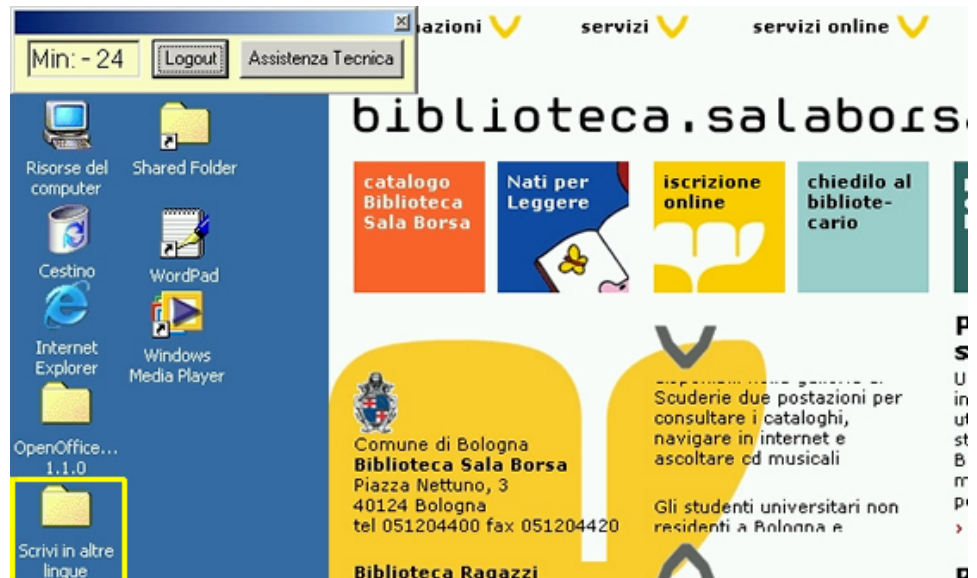 Min: - 24
Logout
Assistenza Tecnica
servizi
servizi online
Risorse del
computer
Shared Folder
Cestino
WordPad
Internet
Explorer
Windows
Media Player
OpenOffice...
1.1.0
Scrivi in altre
lingue
catalogo
Biblioteca
Sala Borsa
Nati per
Leggere
iscrizione
online
chiedilo al
bibliote-
cario
Comune di Bologna
Biblioteca Sala Borsa
Piazza Nettuno, 3
40124 Bologna
tel 051204400 fax 051204420
Biblioteca Ragazzi
Scuderie due postazioni per
consultare i cataloghi,
navigare in internet e
ascoltare cd musicali
Gli studenti universitari non
residenti a Bologna e